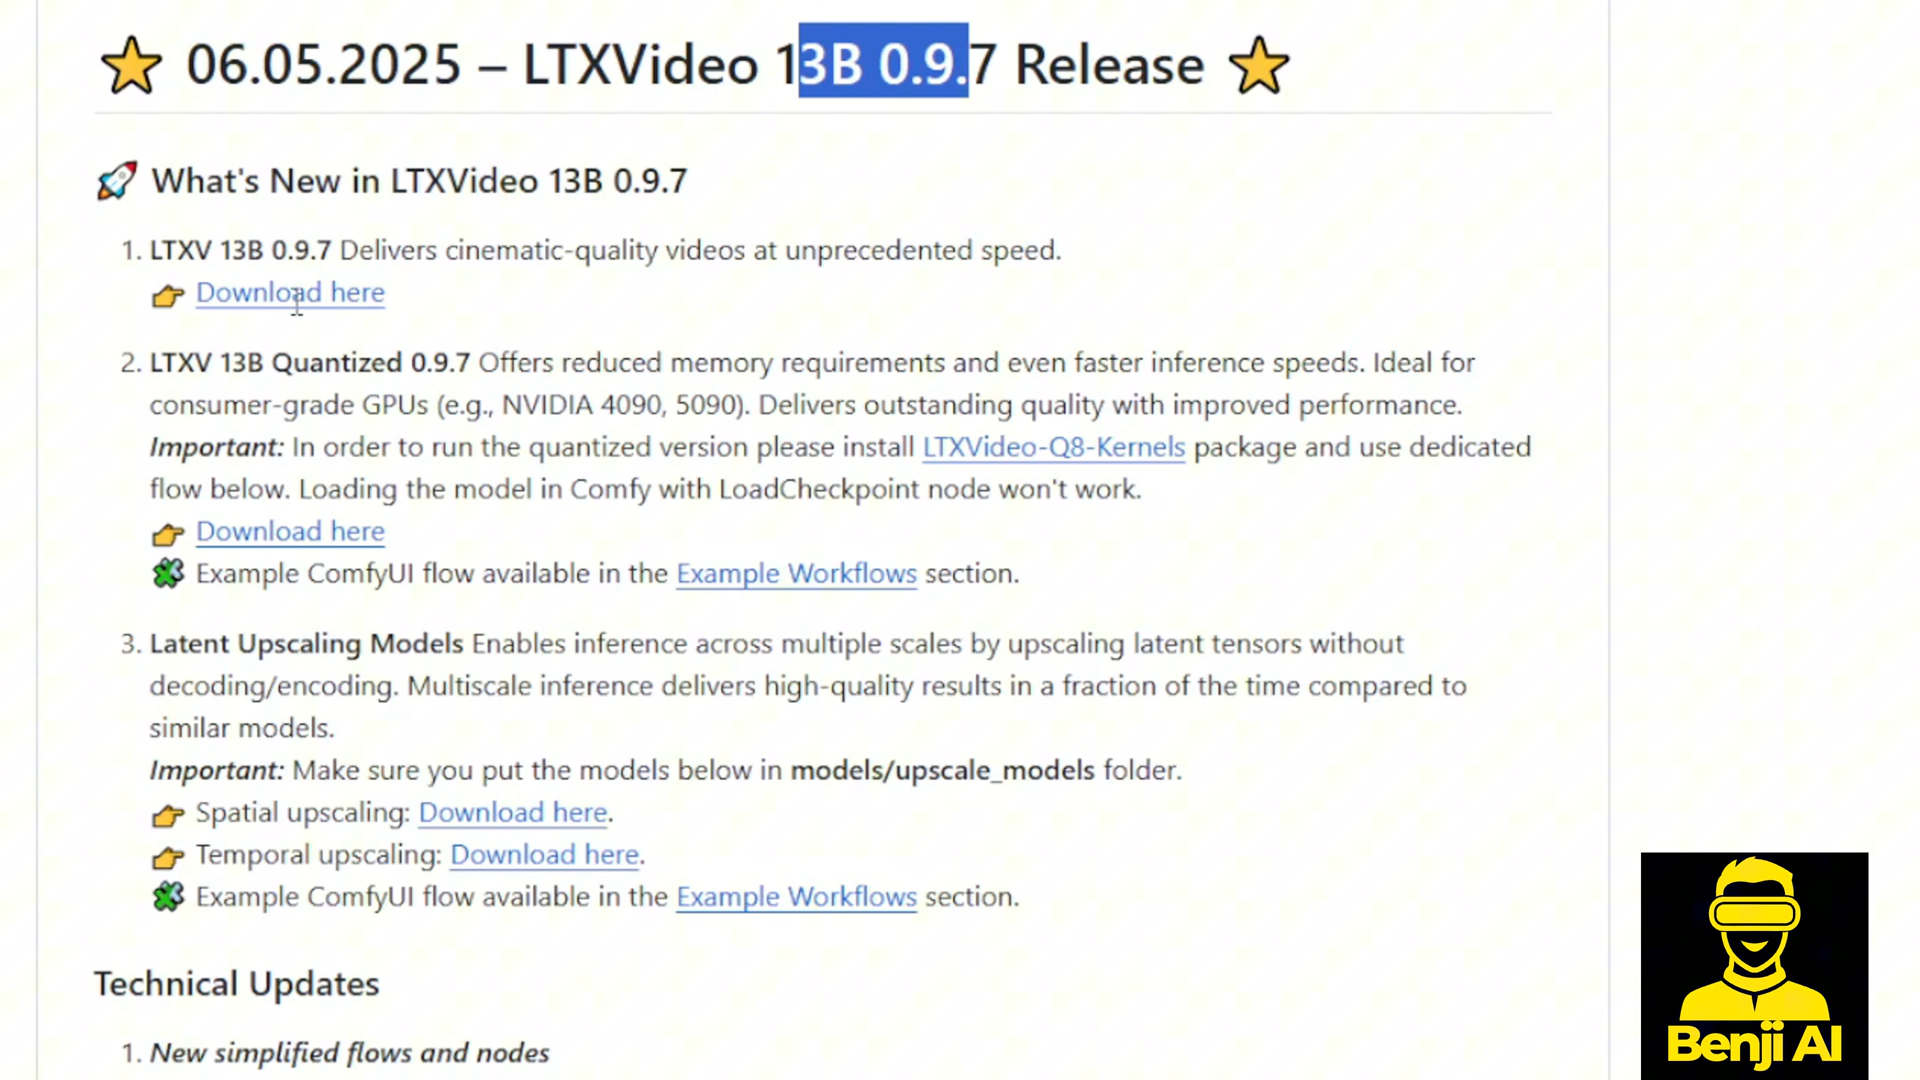 06.05.2025 – LTXVideo 13B 0.9.7 Release
What's New in LTXVideo 13B 0.9.7
1. LTXV 13B 0.9.7 Delivers cinematic-quality videos at unprecedented speed.
Download here
2. LTXV 13B Quantized 0.9.7 Offers reduced memory requirements and even faster inference speeds. Ideal for
consumer-grade GPUs (e.g., NVIDIA 4090, 5090). Delivers outstanding quality with improved performance.
Important: In order to run the quantized version please install LTXVideo-Q8-Kernels package and use dedicated
flow below. Loading the model in Comfy with LoadCheckpoint node won't work.
Download here
Example ComfyUI flow available in the Example Workflows section.
3. Latent Upscaling Models Enables inference across multiple scales by upscaling latent tensors without
decoding/encoding. Multiscale inference delivers high-quality results in a fraction of the time compared to
similar models.
Important: Make sure you put the models below in models/upscale_models folder.
Spatial upscaling: Download here.
Temporal upscaling: Download here.
Example ComfyUI flow available in the Example Workflows section.
Technical Updates
1. New simplified flows and nodes
Benji AI